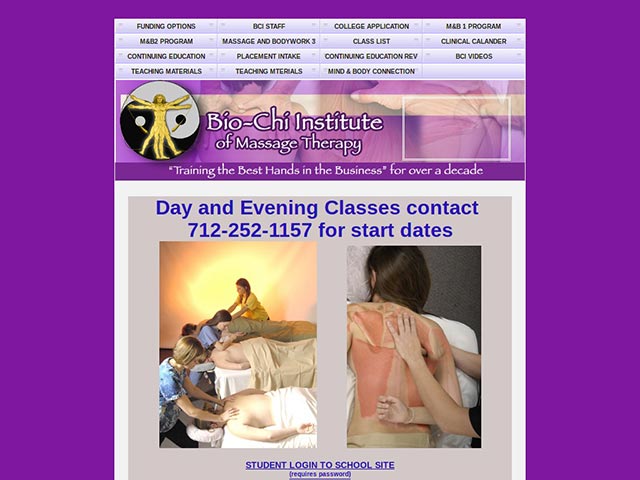 FUNDING OPTIONS BCI STAFF COLLEGE APPLICATION M&B 1 PROGRAM
M&B2 PROGRAM MASSAGE AND BODYWORK 3 CLASS LIST CLINICAL CALANDER
CONTINUING EDUCATION PLACEMENT INTAKE CONTINUING EDUCATION REV BCI VIDEOS
TEACHING MATERIALS TEACHING MTERIALS MIND & BODY CONNECTION
Bio-Chi Institute
of Massage Therapy
"Training the Best Hands in the Business" for over a decade
Day and Evening Classes contact
712-252-1157 for start dates
STUDENT LOGIN TO SCHOOL SITE
(requires password)